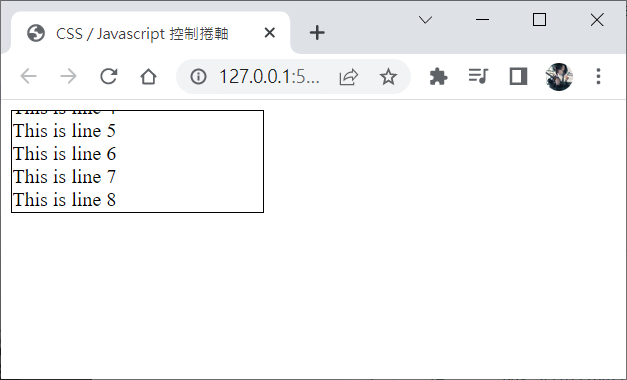 CSS / Javascript 控制捲軸
127.0.0.1:5...
This is line 4
This is line 5
This is line 6
This is line 7
This is line 8